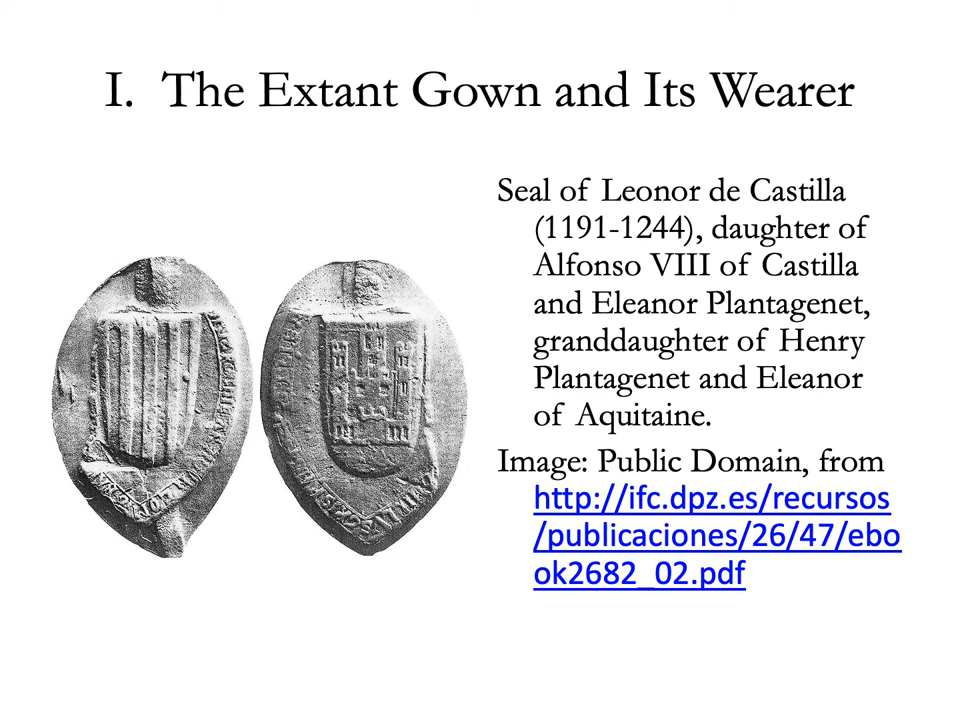 I. The Extant Gown and Its Wearer
Seal of Leonor de Castilla
(1191-1244), daughter of
Alfonso VIII of Castilla
and Eleanor Plantagenet,
granddaughter of Henry
Plantagenet and Eleanor
of Aquitaine.
Image: Public Domain, from
http://ifc.dpz.es/recursos
/publicaciones/26/47/ebo
ok2682_02.pdf